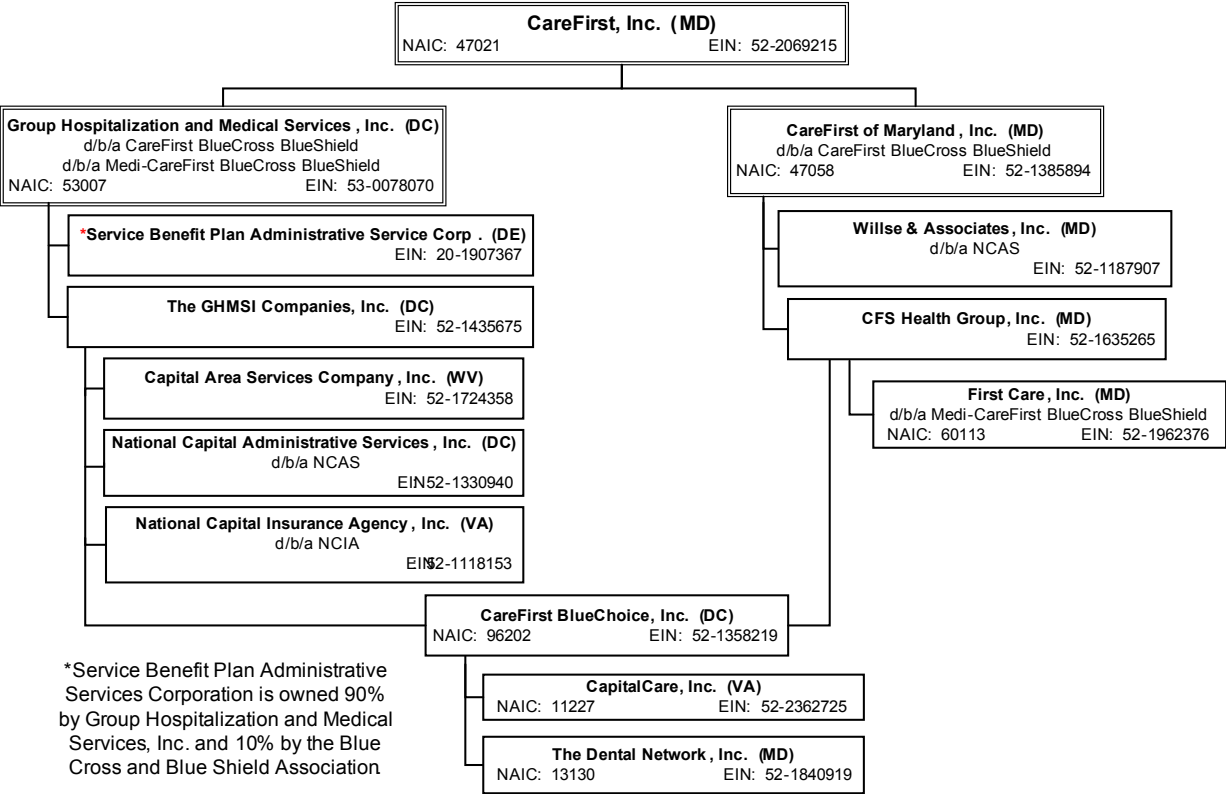 CareFirst, Inc. (MD)
NAIC: 47021 EIN: 52-2069215
Group Hospitalization and Medical Services , Inc. (DC)
d/b/a CareFirst BlueCross BlueShield
d/b/a Medi-CareFirst BlueCross BlueShield
NAIC: 53007 EIN: 53-0078070
*Service Benefit Plan Administrative Service Corp . (DE)
EIN: 20-1907367
The GHMSI Companies, Inc. (DC)
EIN: 52-1435675
Capital Area Services Company , Inc. (WV)
EIN: 52-1724358
National Capital Administrative Services , Inc. (DC)
d/b/a NCAS
EIN52-1330940
National Capital Insurance Agency , Inc. (VA)
d/b/a NCIA
EIN52-1118153
CareFirst of Maryland , Inc. (MD)
d/b/a CareFirst BlueCross BlueShield
NAIC: 47058 EIN: 52-1385894
Willse & Associates, Inc. (MD)
d/b/a NCAS
EIN: 52-1187907
CFS Health Group, Inc. (MD)
EIN: 52-1635265
First Care , Inc. (MD)
d/b/a Medi-CareFirst BlueCross BlueShield
NAIC: 60113 EIN: 52-1962376
CareFirst BlueChoice, Inc. (DC)
NAIC: 96202 EIN: 52-1358219
CapitalCare, Inc. (VA)
NAIC: 11227 EIN: 52-2362725
The Dental Network , Inc. (MD)
NAIC: 13130 EIN: 52-1840919
*Service Benefit Plan Administrative
Services Corporation is owned 90%
by Group Hospitalization and Medical
Services, Inc. and 10% by the Blue
Cross and Blue Shield Association.